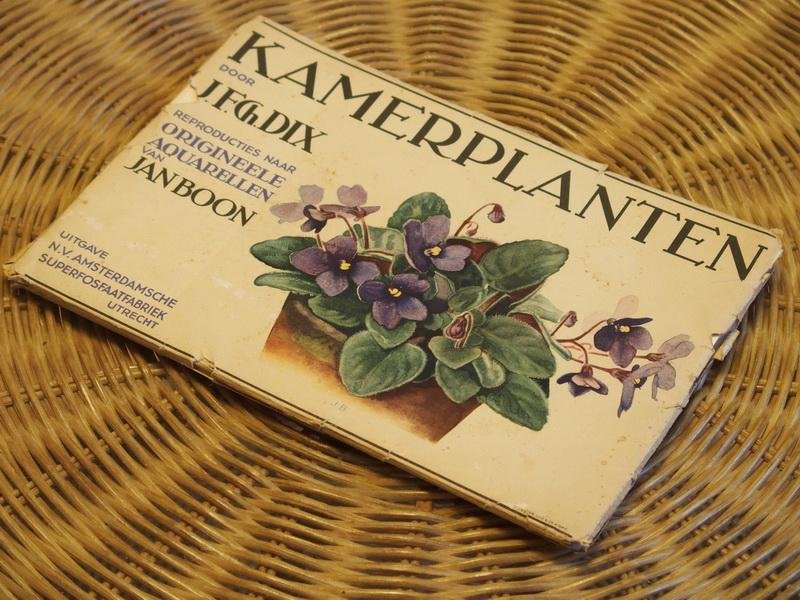 KAMERPLANTEN
DOOR
J.F.Ch.DIX
REPRODUCTIES NAAR
ORIGINEELE
AQUARELLEN
VAN
JAN BOON
UITGAVE
N.V. AMSTERDAMSCHE
SUPERFOSFAATFABRIEK
UTRECHT
J.B.